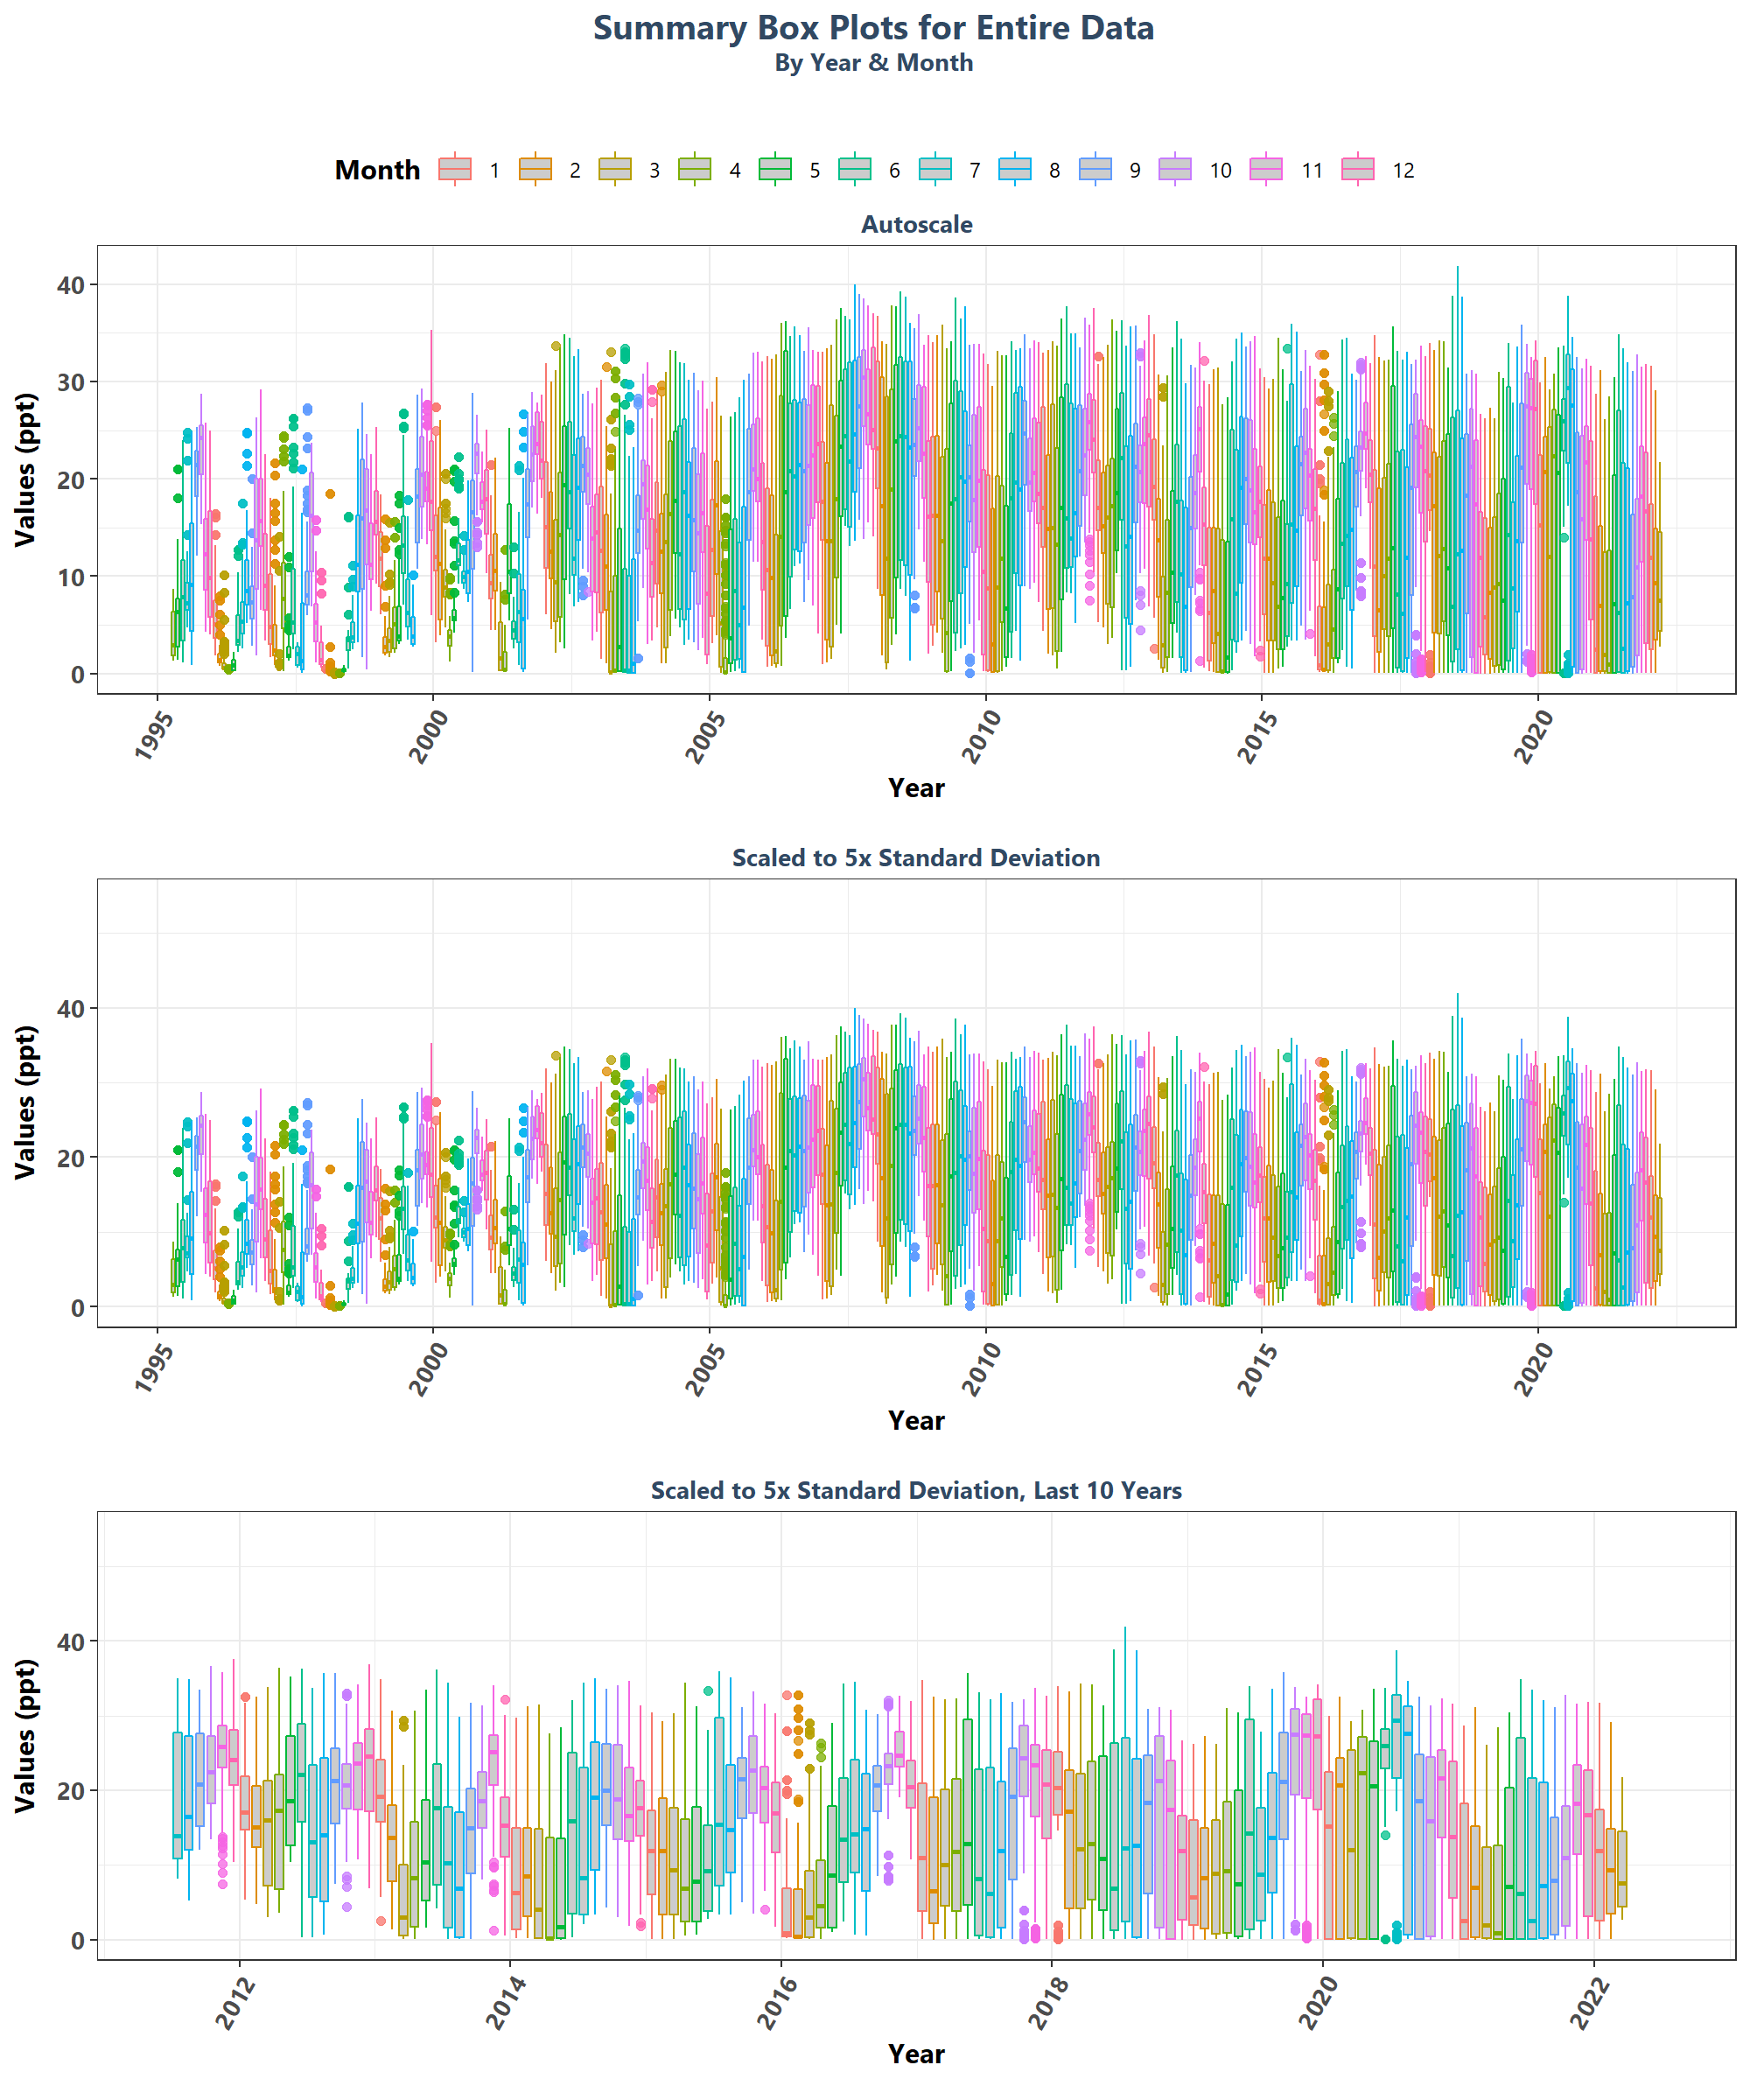 Summary Box Plots for Entire Data
By Year & Month
Month 1 2 3 4 5 6 7 8 9 10 11 12
Autoscale
Values (ppt)
40
30
20
10
0
1995 2000 2005 2010 2015 2020
Year
Scaled to 5x Standard Deviation
Values (ppt)
40
20
0
1995 2000 2005 2010 2015 2020
Year
Scaled to 5x Standard Deviation, Last 10 Years
Values (ppt)
40
20
0
2012 2014 2016 2018 2020 2022
Year